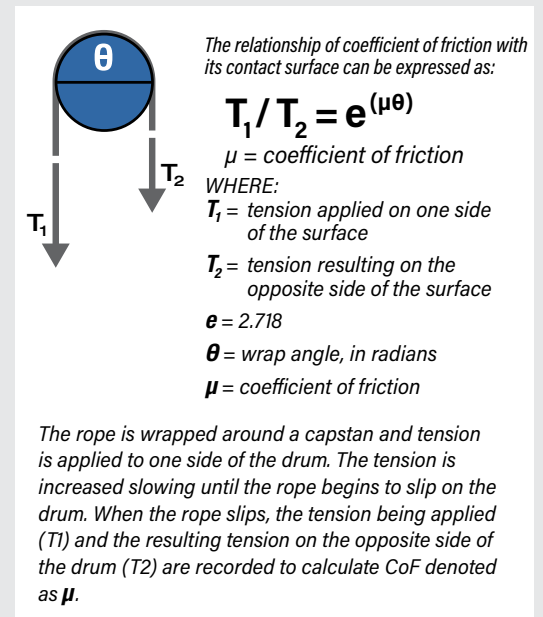 θ
T₁
T₂
The relationship of coefficient of friction with
its contact surface can be expressed as:
T₁/T₂ = e^(μθ)
μ = coefficient of friction
WHERE:
T₁ = tension applied on one side
of the surface
T₂ = tension resulting on the
opposite side of the surface
e = 2.718
θ = wrap angle, in radians
μ = coefficient of friction
The rope is wrapped around a capstan and tension
is applied to one side of the drum. The tension is
increased slowing until the rope begins to slip on the
drum. When the rope slips, the tension being applied
(T1) and the resulting tension on the opposite side of
the drum (T2) are recorded to calculate CoF denoted
as μ.